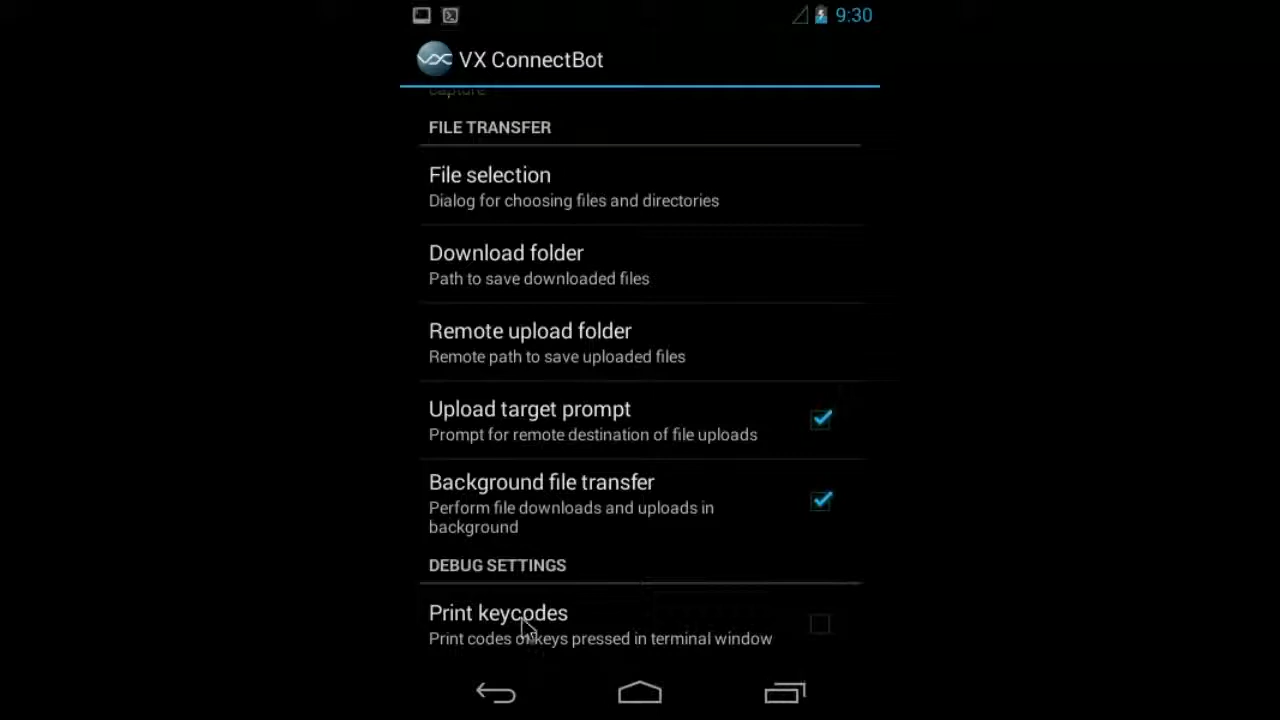 9:30
VX ConnectBot
capture
FILE TRANSFER
File selection
Dialog for choosing files and directories
Download folder
Path to save downloaded files
Remote upload folder
Remote path to save uploaded files
Upload target prompt
Prompt for remote destination of file uploads
Background file transfer
Perform file downloads and uploads in
background
DEBUG SETTINGS
Print keycodes
Print codes of keys pressed in terminal window